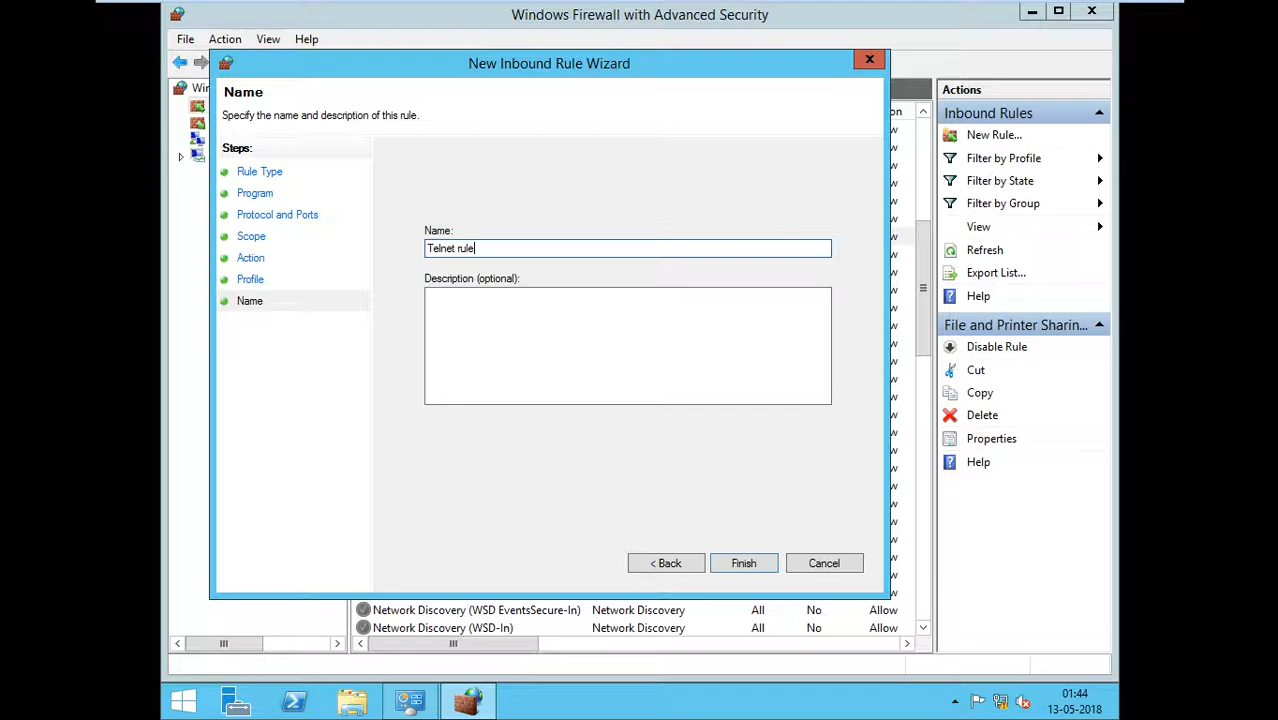 Windows Firewall with Advanced Security
File Action View Help
New Inbound Rule Wizard
Name
Specify the name and description of this rule.
Steps:
Rule Type
Program
Protocol and Ports
Scope
Action
Profile
Name
Name:
Telnet rule
Description (optional):
< Back Finish Cancel
Network Discovery (WSD EventsSecure-In) Network Discovery All No Allow
Network Discovery (WSD-In) Network Discovery All No Allow
Actions
Inbound Rules
New Rule...
Filter by Profile
Filter by State
Filter by Group
View
Refresh
Export List...
Help
File and Printer Sharin...
Disable Rule
Cut
Copy
Delete
Properties
Help
01:44
13-05-2018